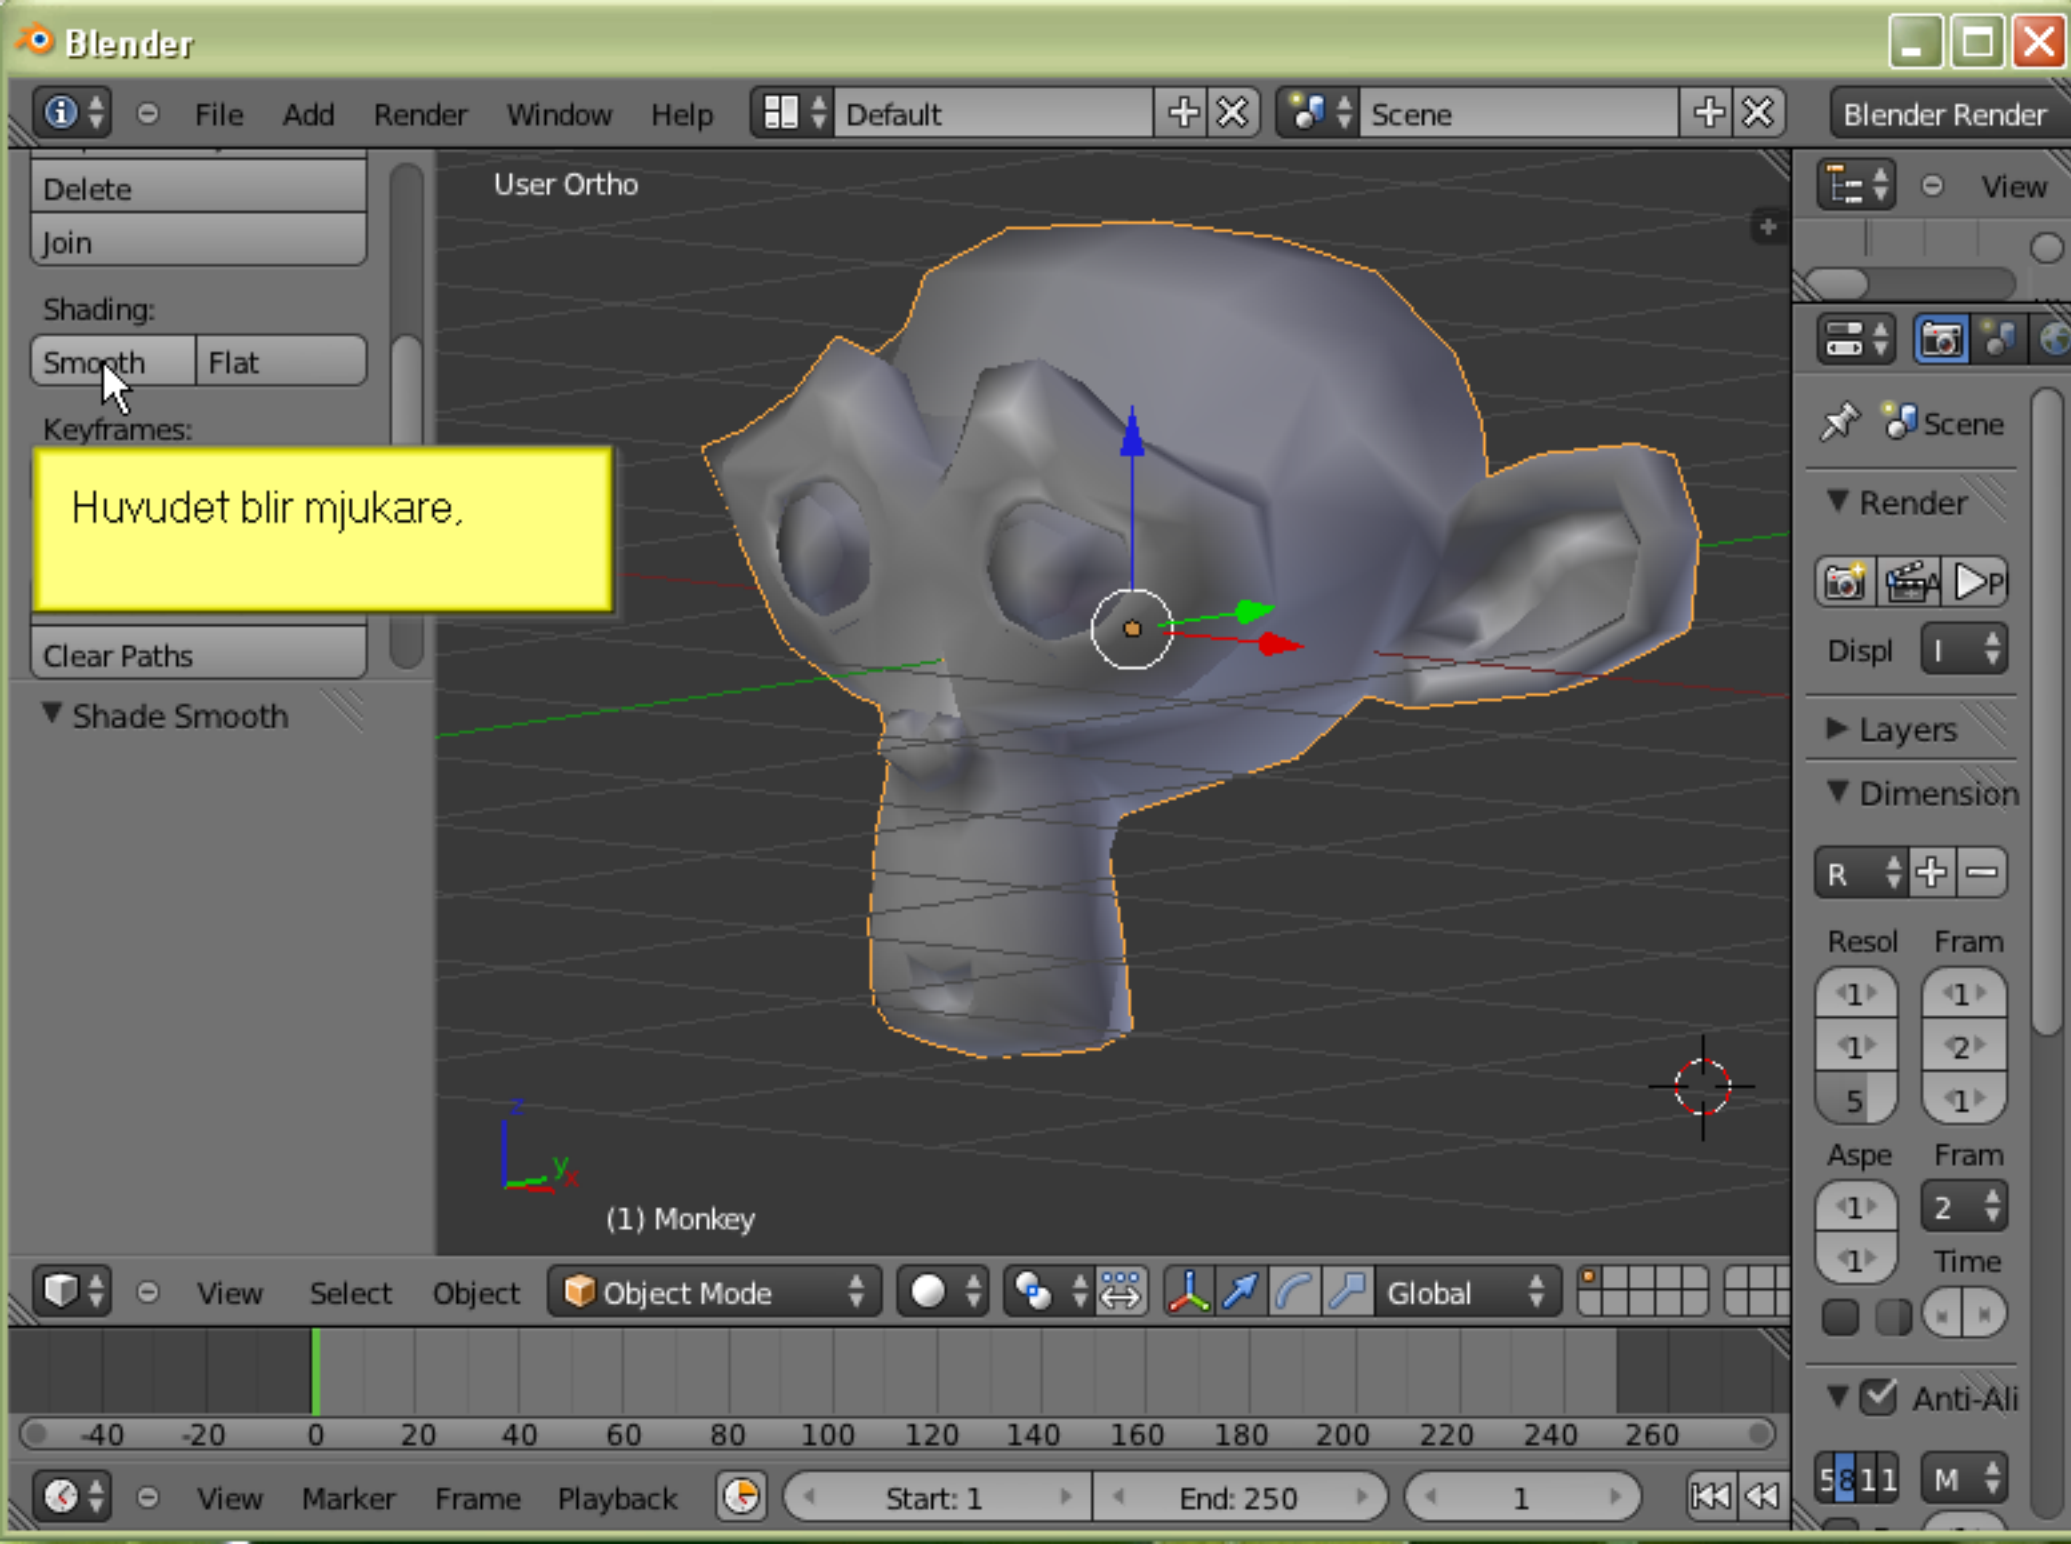 Blender
File Add Render Window Help Default Scene Blender Render
Delete
Join
Shading:
Smooth Flat
Keyframes:
Huvudet blir mjukare,
Clear Paths
Shade Smooth
User Ortho
z
y
x
(1) Monkey
View
Scene
Render
P
Displ I
Layers
Dimension
R
Resol Fram
1 1
1 2
5 1
Aspe Fram
1 2
1 Time
Anti-Ali
5 8 11 M
View Select Object Object Mode Global
-40 -20 0 20 40 60 80 100 120 140 160 180 200 220 240 260
View Marker Frame Playback Start: 1 End: 250 1